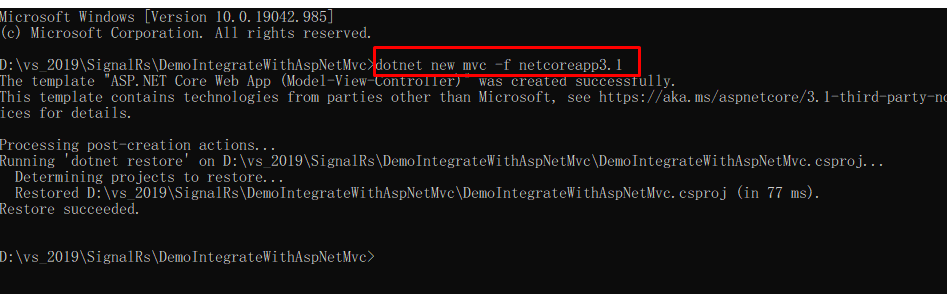 Microsoft Windows [Version 10.0.19042.985]
(c) Microsoft Corporation. All rights reserved.
D:\vs_2019\SignalRs\DemoIntegrateWithAspNetMvc>dotnet new mvc -f netcoreapp3.1
The template "ASP.NET Core Web App (Model-View-Controller)" was created successfully.
This template contains technologies from parties other than Microsoft, see https://aka.ms/aspnetcore/3.1-third-party-no
ices for details.
Processing post-creation actions...
Running 'dotnet restore' on D:\vs_2019\SignalRs\DemoIntegrateWithAspNetMvc\DemoIntegrateWithAspNetMvc.csproj...
Determining projects to restore...
Restored D:\vs_2019\SignalRs\DemoIntegrateWithAspNetMvc\DemoIntegrateWithAspNetMvc.csproj (in 77 ms).
Restore succeeded.
D:\vs_2019\SignalRs\DemoIntegrateWithAspNetMvc>